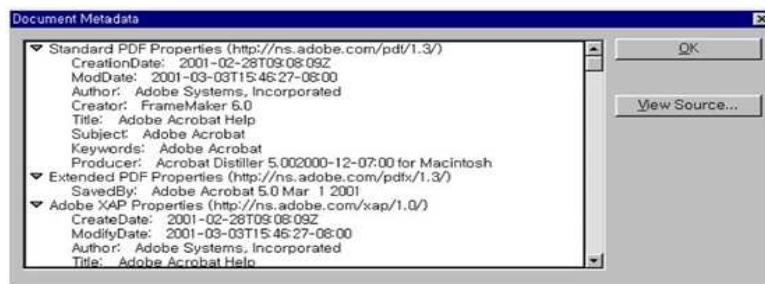 Document Metadata
Standard PDF Properties (http://ns.adobe.com/pdf/1.3/)
CreationDate: 2001-02-28T09:08:09Z
ModDate: 2001-03-03T15:46:27-08:00
Author: Adobe Systems, Incorporated
Creator: FrameMaker 6.0
Title: Adobe Acrobat Help
Subject: Adobe Acrobat
Keywords: Adobe Acrobat
Producer: Acrobat Distiller 5.002000-12-07:00 for Macintosh
Extended PDF Properties (http://ns.adobe.com/pdfx/1.3/)
SavedBy: Adobe Acrobat 5.0 Mar 1 2001
Adobe XAP Properties (http://ns.adobe.com/xap/1.0/)
CreateDate: 2001-02-28T09:08:09Z
ModifyDate: 2001-03-03T15:46:27-08:00
Author: Adobe Systems, Incorporated
Title: Adobe Acrobat Help
OK
View Source...